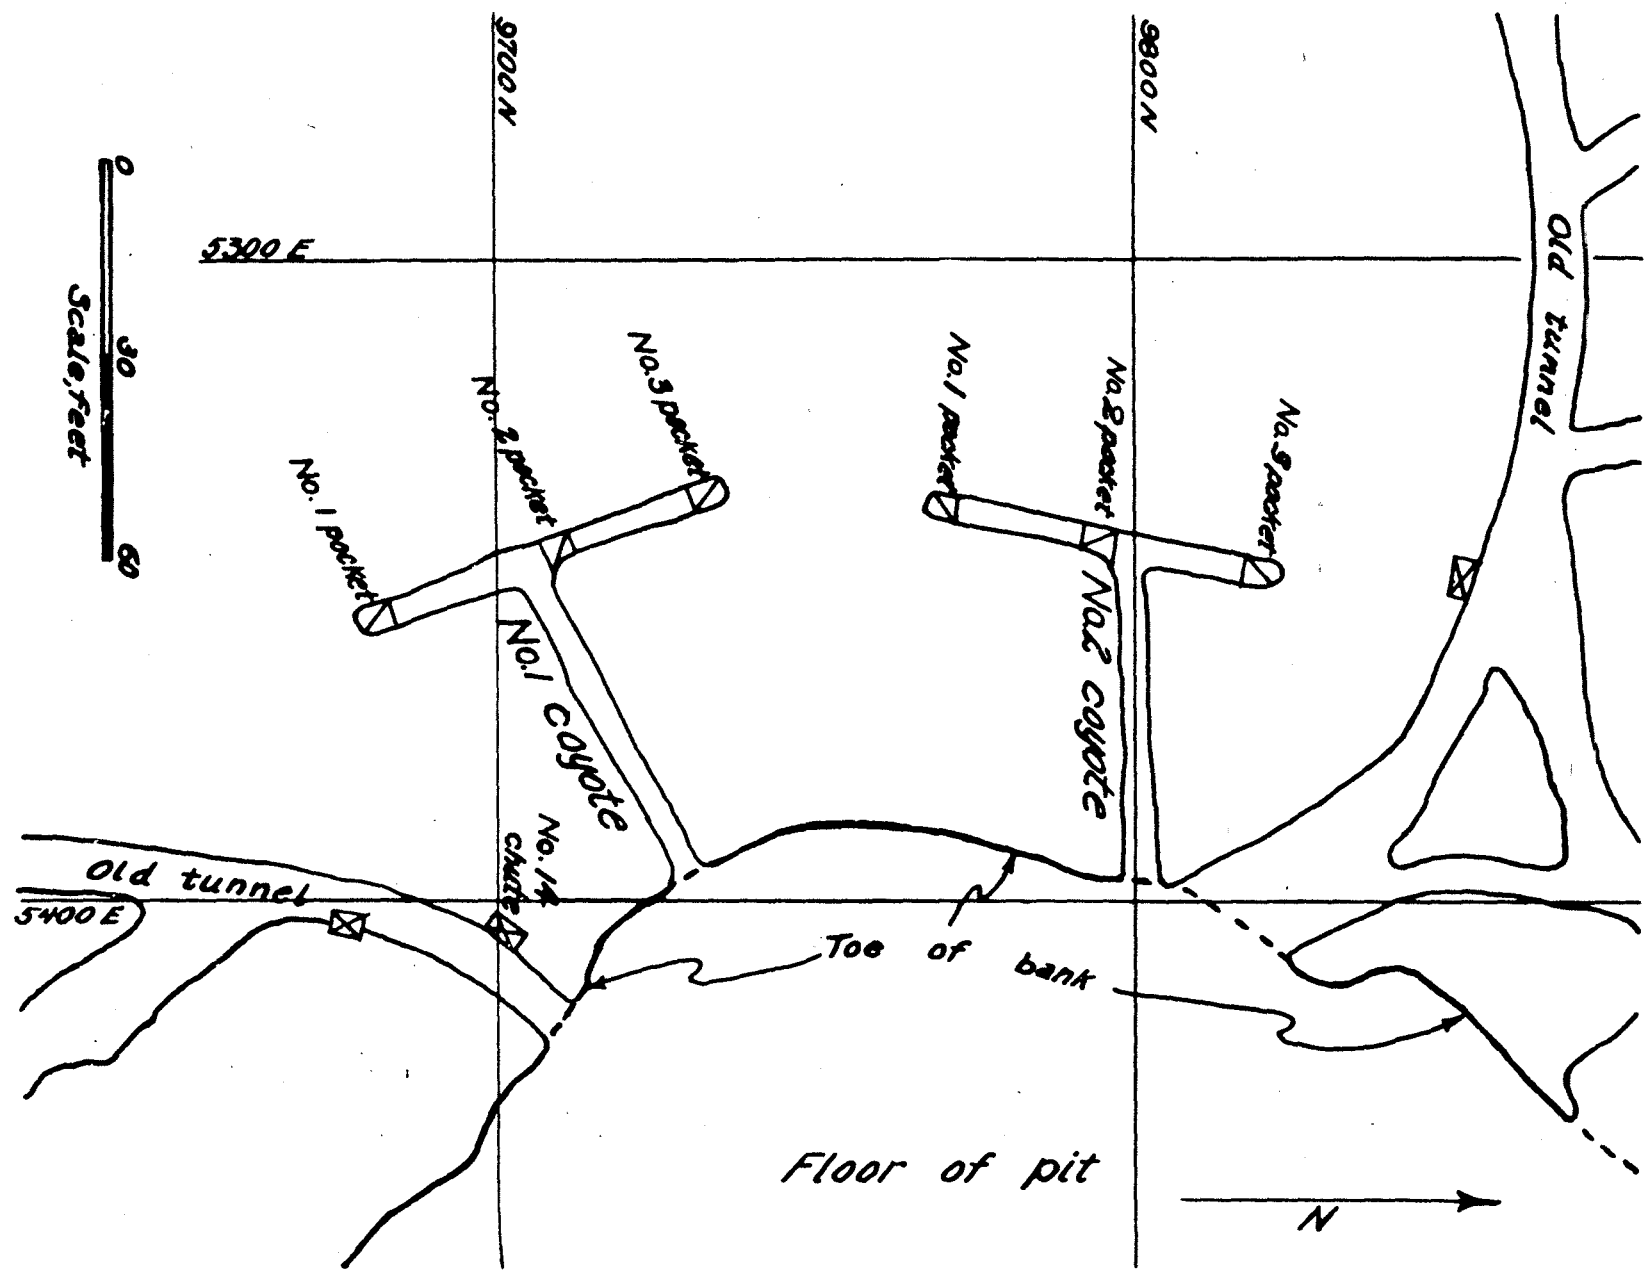 9700 N
9800 N
0
30
60
Scale, feet
5300 E
Old tunnel
No. 3 pocket
No. 2 pocket
No. 1 pocket
No. 1 pocket
No. 2 pocket
No. 3 pocket
No. 1 coyote
No. 2 coyote
No. 14
chute
Old tunnel
5400 E
Toe of bank
Floor of pit
N